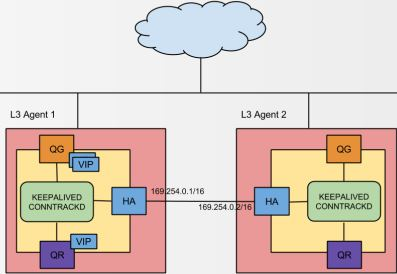 L3 Agent 1
L3 Agent 2
QG
VIP
QG
KEEPALIVED
CONNTRACKD
HA
169.254.0.1/16
169.254.0.2/16
HA
KEEPALIVED
CONNTRACKD
QR
VIP
QR